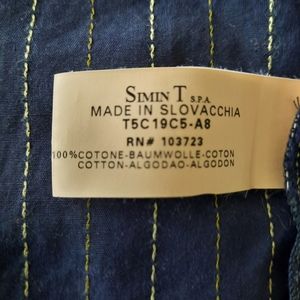 SIMINT S.P.A.
MADE IN SLOVACCHIA
T5C19C5-A8
RN# 103723
100%COTONE-BAUMWOLLE-COTON
COTTON-ALGODAO-ALGODON